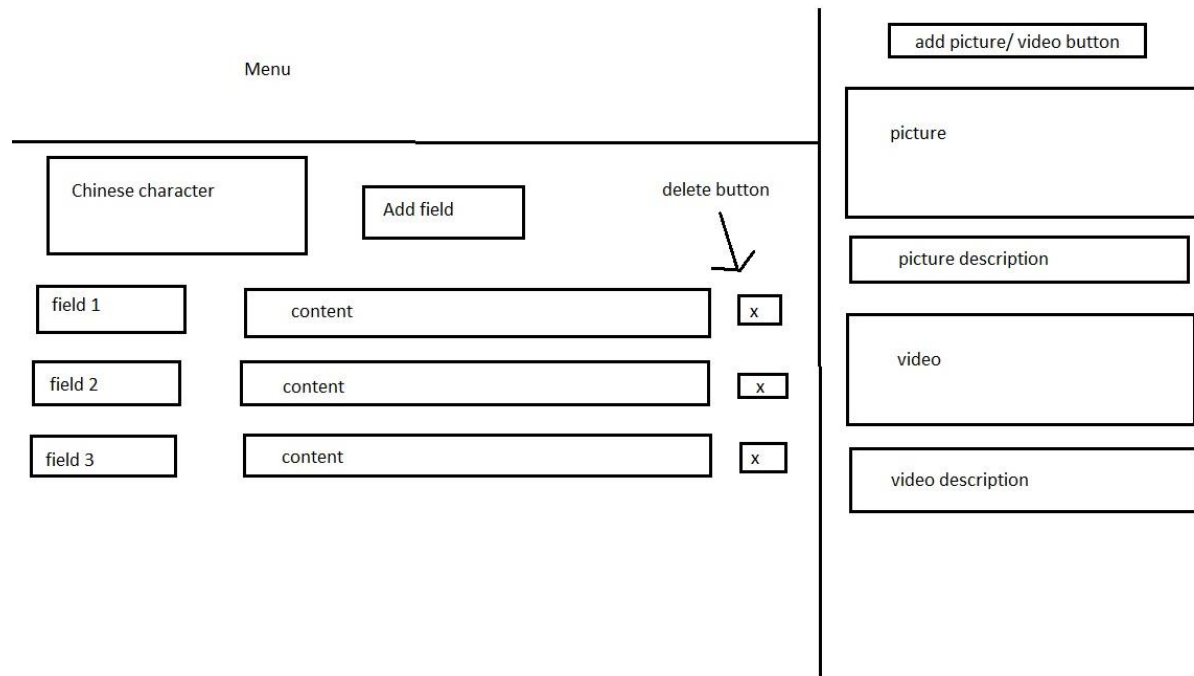 Menu
Chinese character
Add field
delete button
field 1
content
x
field 2
content
x
field 3
content
x
add picture/ video button
picture
picture description
video
video description